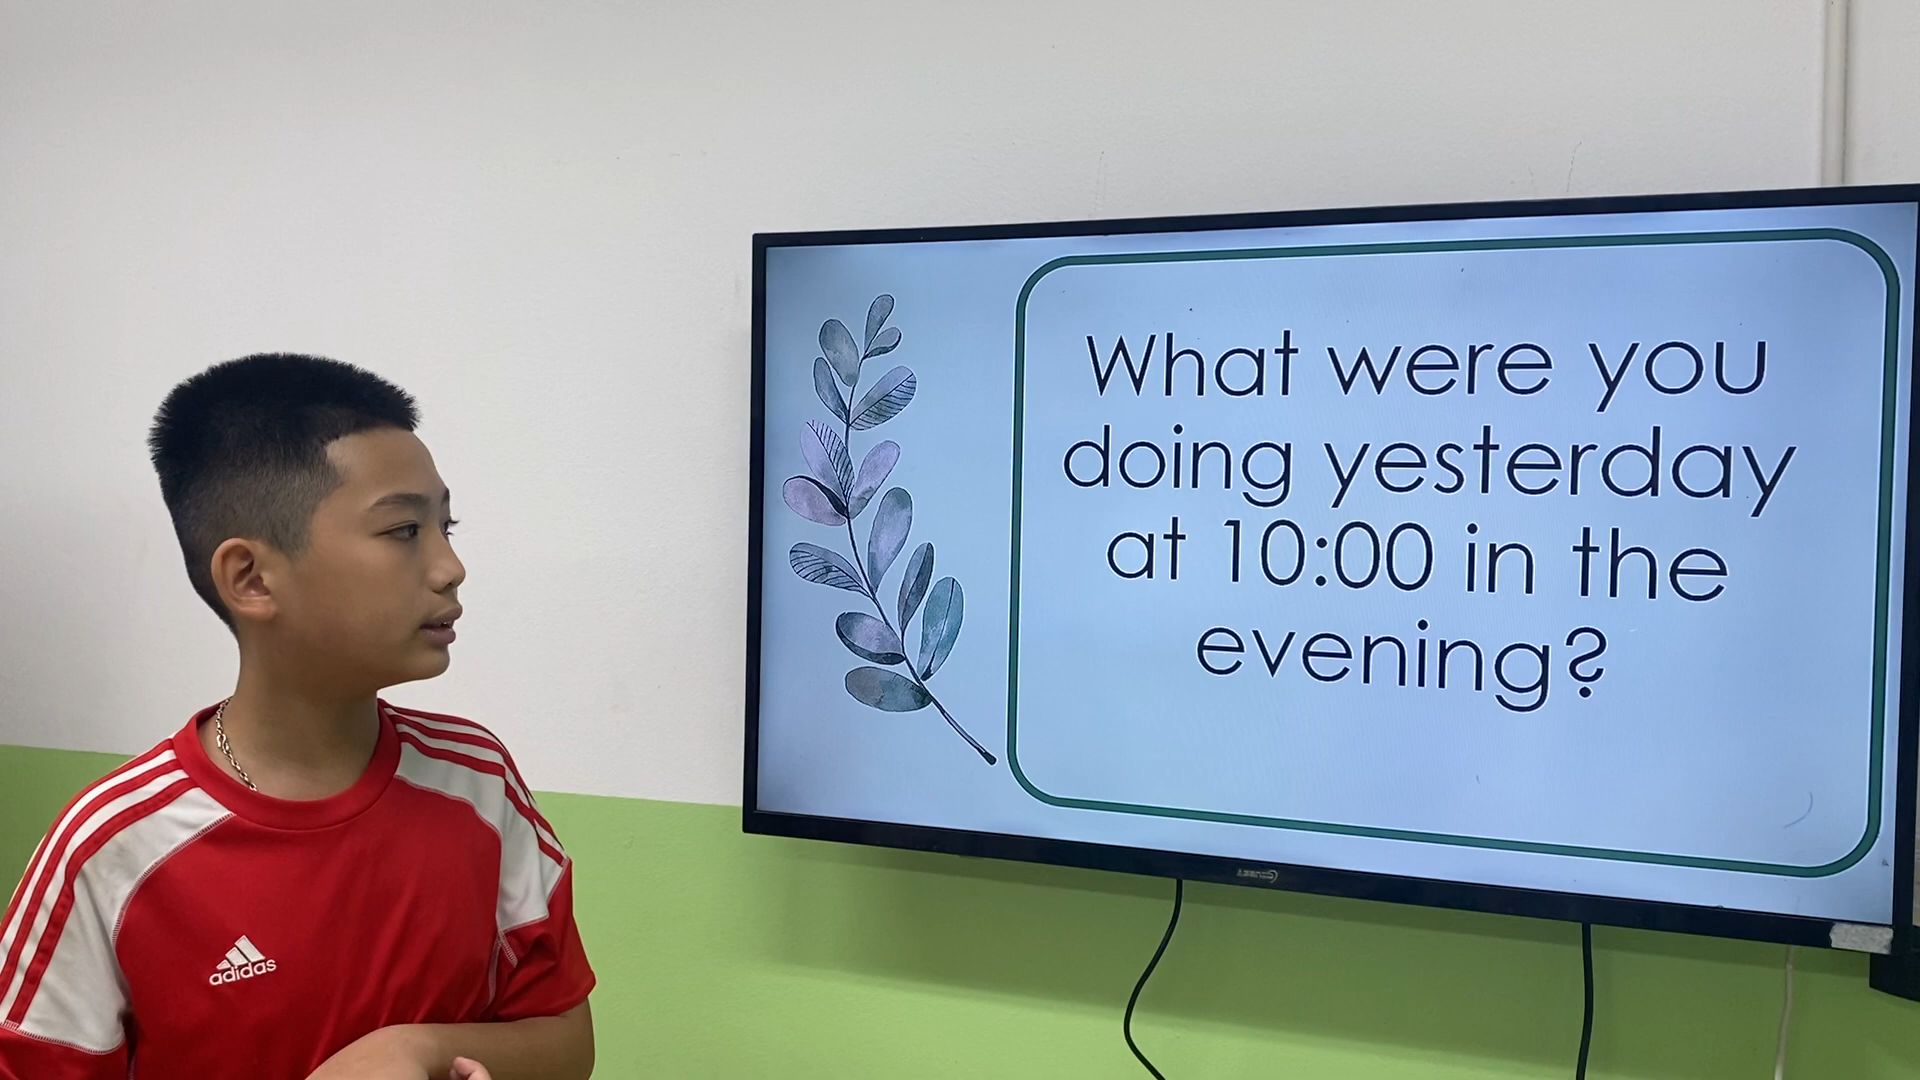 What were you
doing yesterday
at 10:00 in the
evening?
adidas